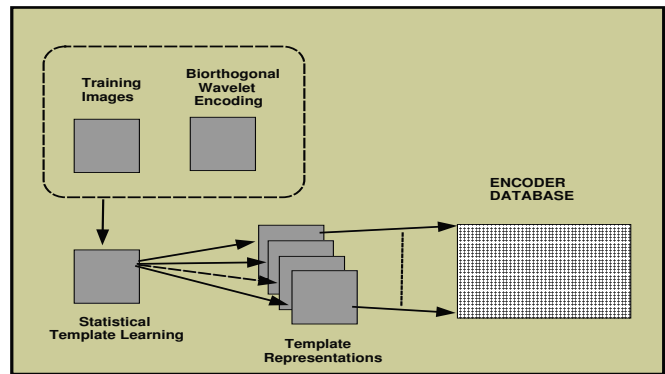 Training
Images
Biorthogonal
Wavelet
Encoding
ENCODER
DATABASE
Statistical
Template Learning
Template
Representations